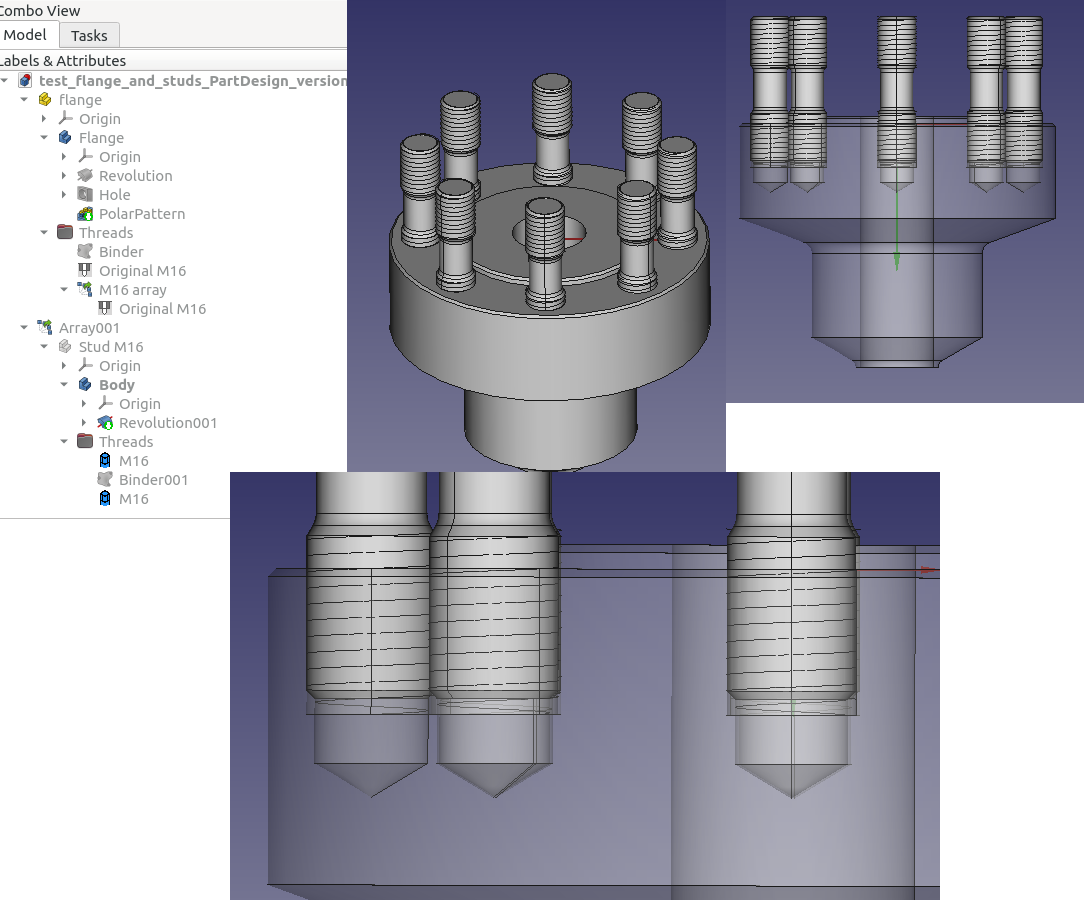 Combo View
Model Tasks
Labels & Attributes
test_flange_and_studs_PartDesign_version
flange
Origin
Flange
Origin
Revolution
Hole
PolarPattern
Threads
Binder
Original M16
M16 array
Original M16
Array001
Stud M16
Origin
Body
Origin
Revolution001
Threads
M16
Binder001
M16